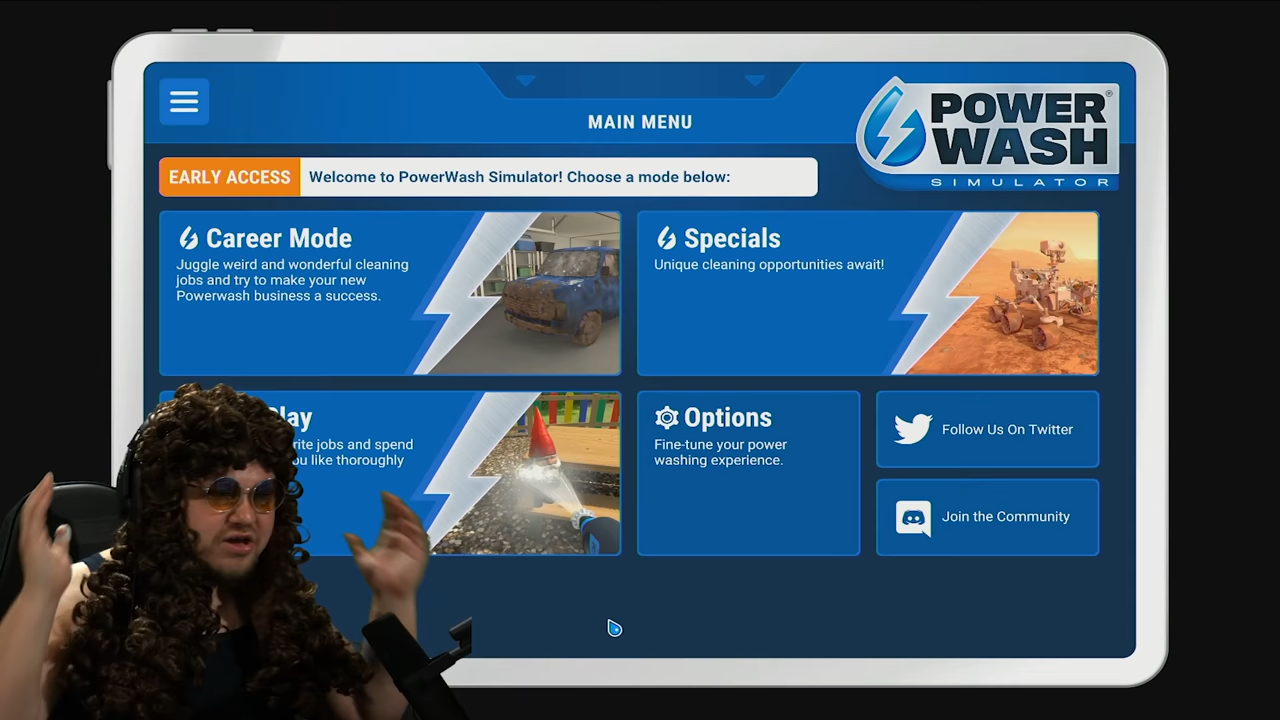 MAIN MENU
POWER
WASH
SIMULATOR
EARLY ACCESS
Welcome to PowerWash Simulator! Choose a mode below:
Career Mode
Juggle weird and wonderful cleaning
jobs and try to make your new
Powerwash business a success.
Specials
Unique cleaning opportunities await!
lay
rite jobs and spend
u like thoroughly
Options
Fine-tune your power
washing experience.
Follow Us On Twitter
Join the Community